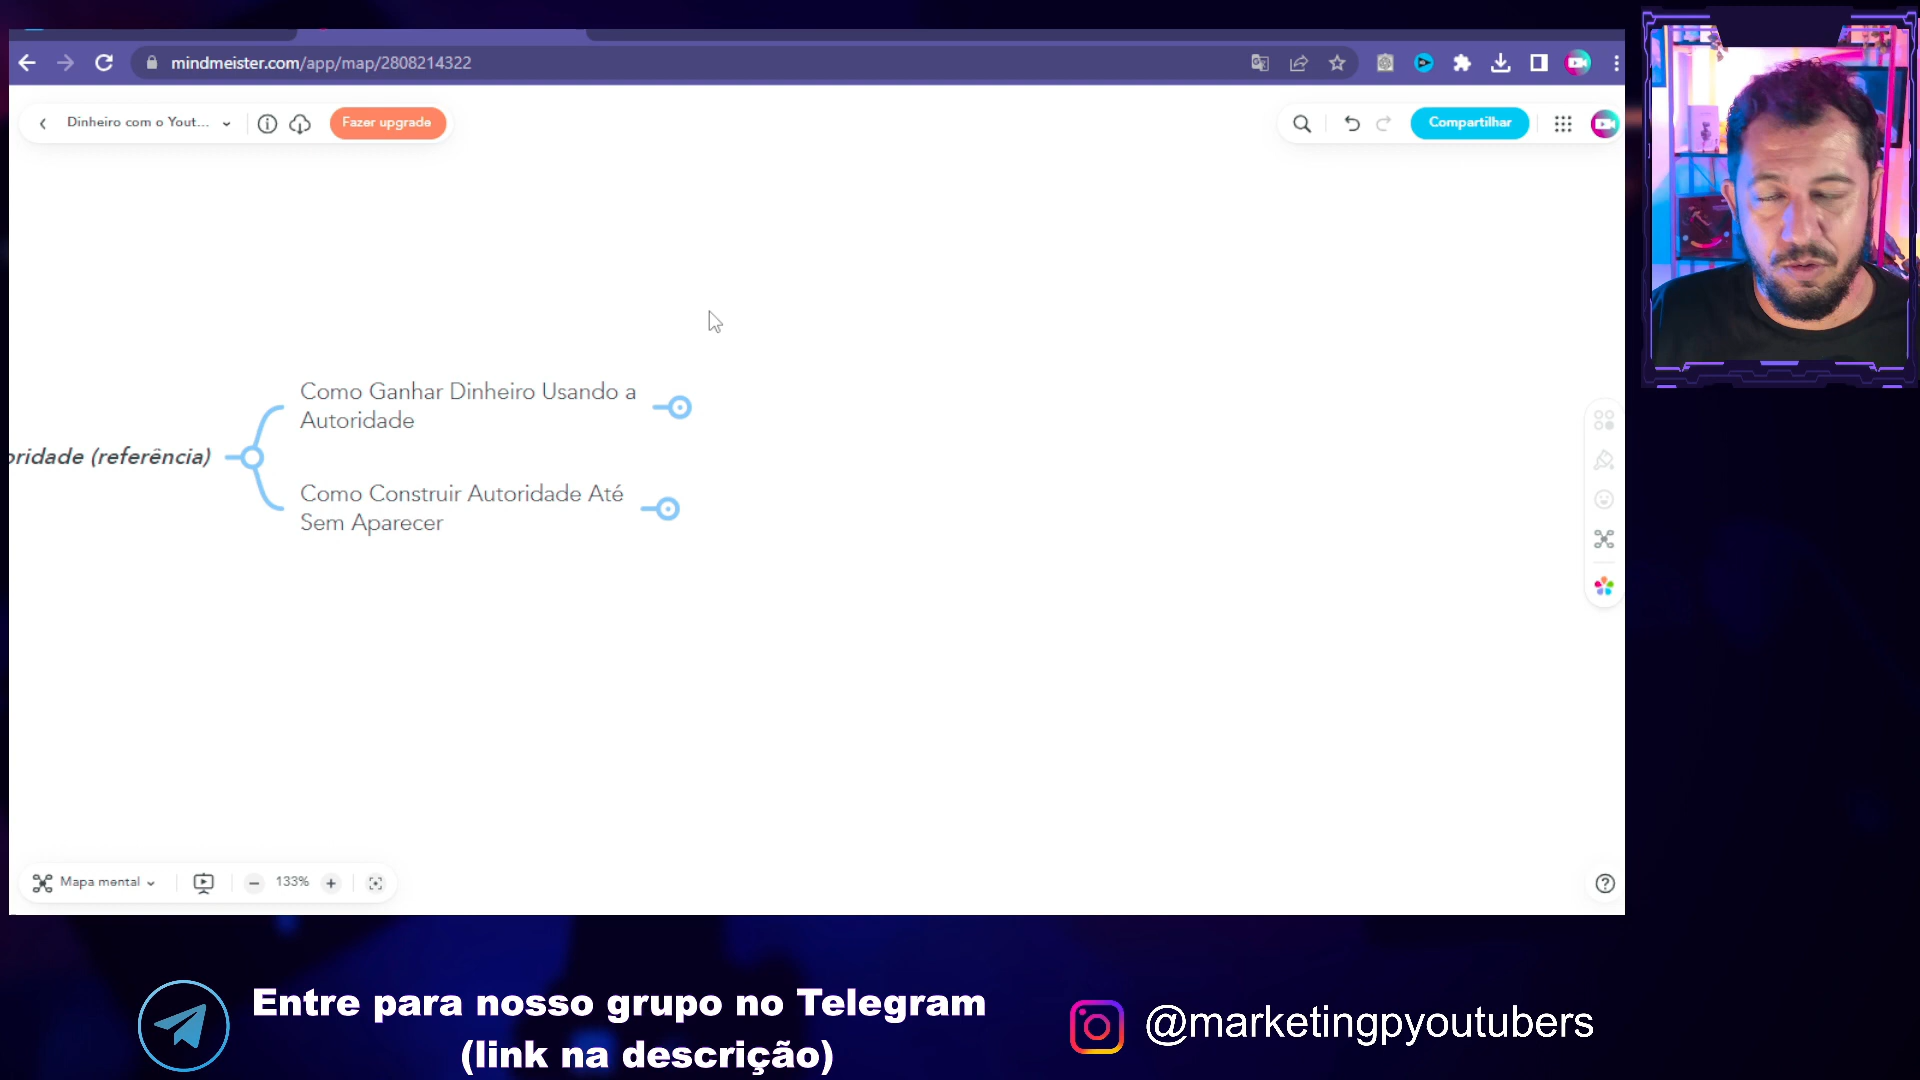 mindmeister.com/app/map/2808214322
Dinheiro com o Yout...
Fazer upgrade
Compartilhar
Como Ganhar Dinheiro Usando a
Autoridade
oridade (referência)
Como Construir Autoridade Até
Sem Aparecer
Mapa mental
133%
Entre para nosso grupo no Telegram
(link na descrição)
@marketingpyoutubers